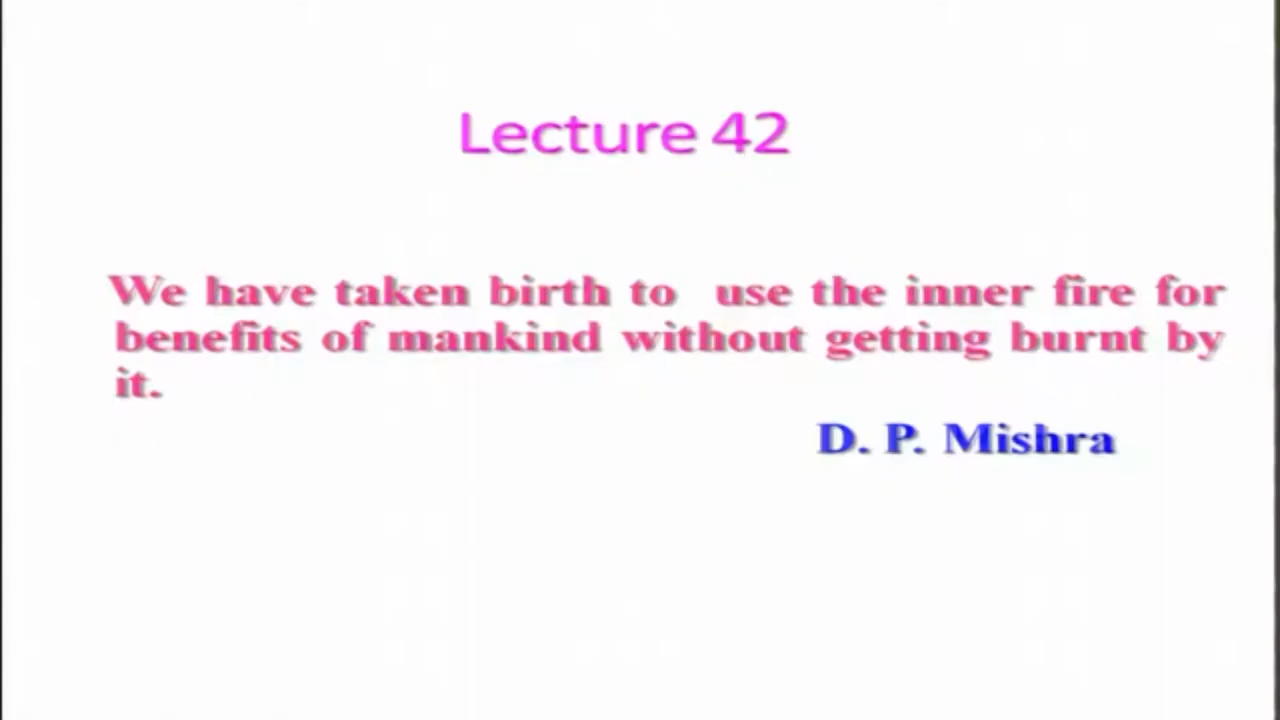 Lecture 42
We have taken birth to use the inner fire for
benefits of mankind without getting burnt by
it.
D. P. Mishra